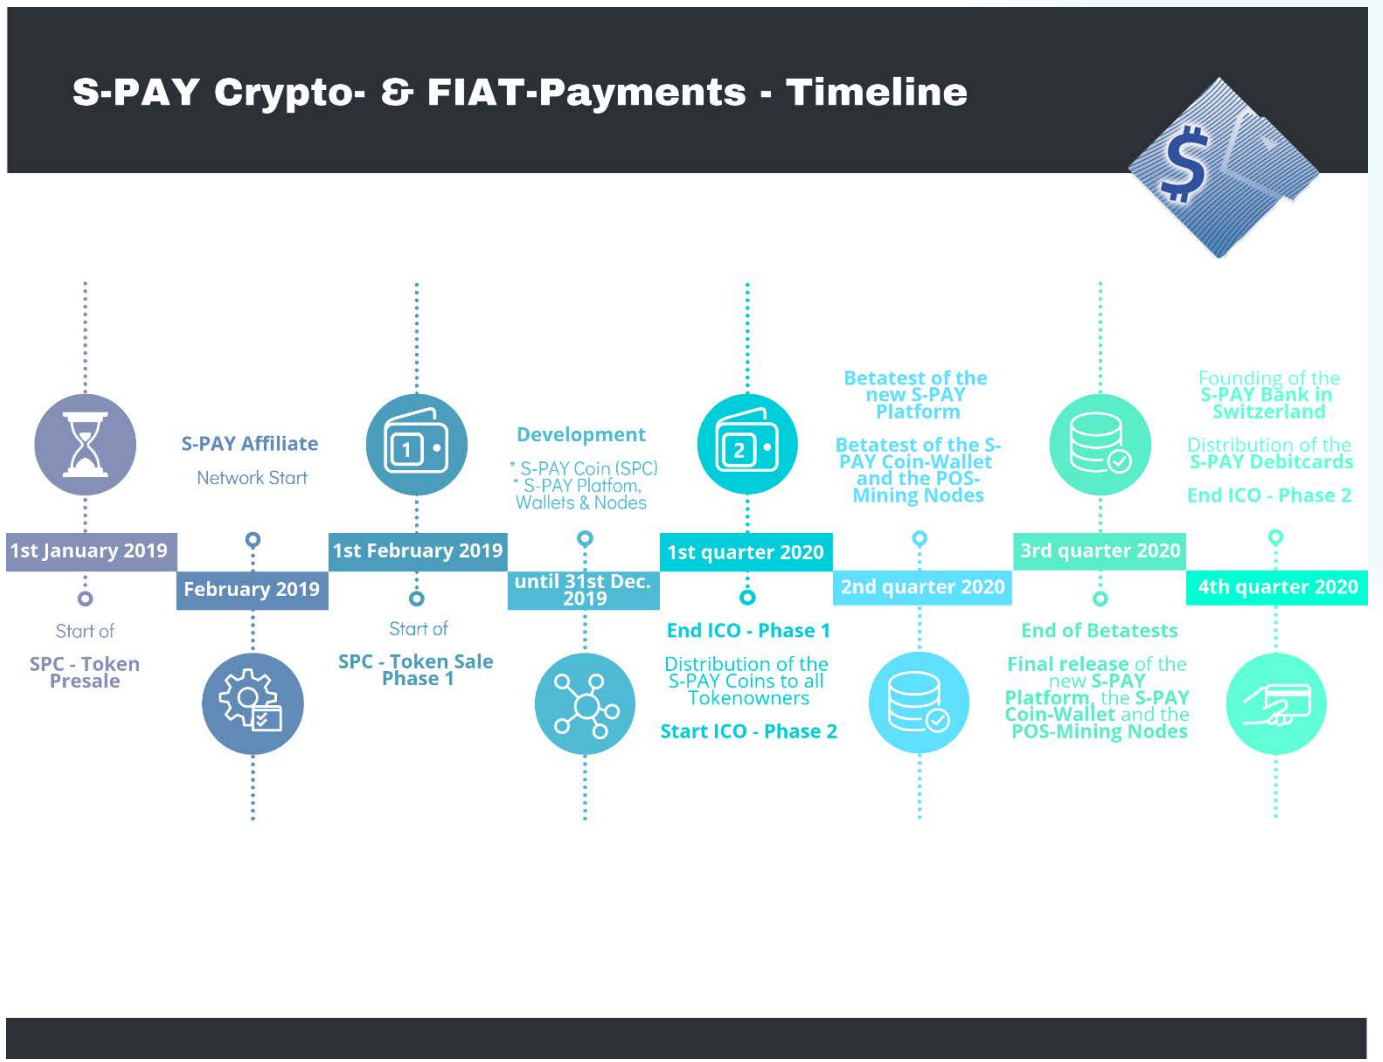 S-PAY Crypto- & FIAT-Payments - Timeline
$
1st January 2019
Start of
SPC - Token
Presale
S-PAY Affiliate
Network Start
February 2019
1
1st February 2019
Start of
SPC - Token Sale
Phase 1
Development
* S-PAY Coin (SPC)
* S-PAY Platfom,
Wallets & Nodes
until 31st Dec.
2019
2
1st quarter 2020
End ICO - Phase 1
Distribution of the
S-PAY Coins to all
Tokenowners
Start ICO - Phase 2
Betatest of the
new S-PAY
Platform
Betatest of the S-
PAY Coin-Wallet
and the POS-
Mining Nodes
2nd quarter 2020
3rd quarter 2020
End of Betatests
Final release of the
new S-PAY
Platform, the S-PAY
Coin-Wallet and the
POS-Mining Nodes
Founding of the
S-PAY Bank in
Switzerland
Distribution of the
S-PAY Debitcards
End ICO - Phase 2
4th quarter 2020